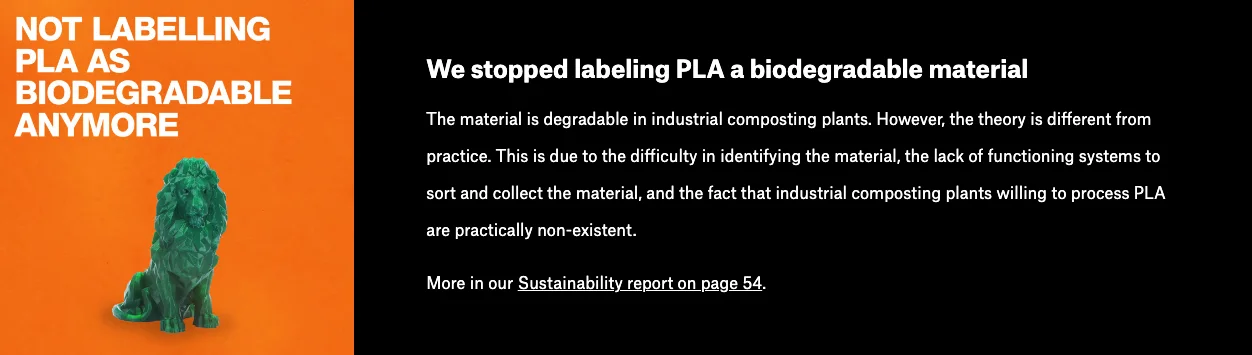 NOT LABELLING
PLA AS
BIODEGRADABLE
ANYMORE
We stopped labeling PLA a biodegradable material
The material is degradable in industrial composting plants. However, the theory is different from
practice. This is due to the difficulty in identifying the material, the lack of functioning systems to
sort and collect the material, and the fact that industrial composting plants willing to process PLA
are practically non-existent.
More in our Sustainability report on page 54.